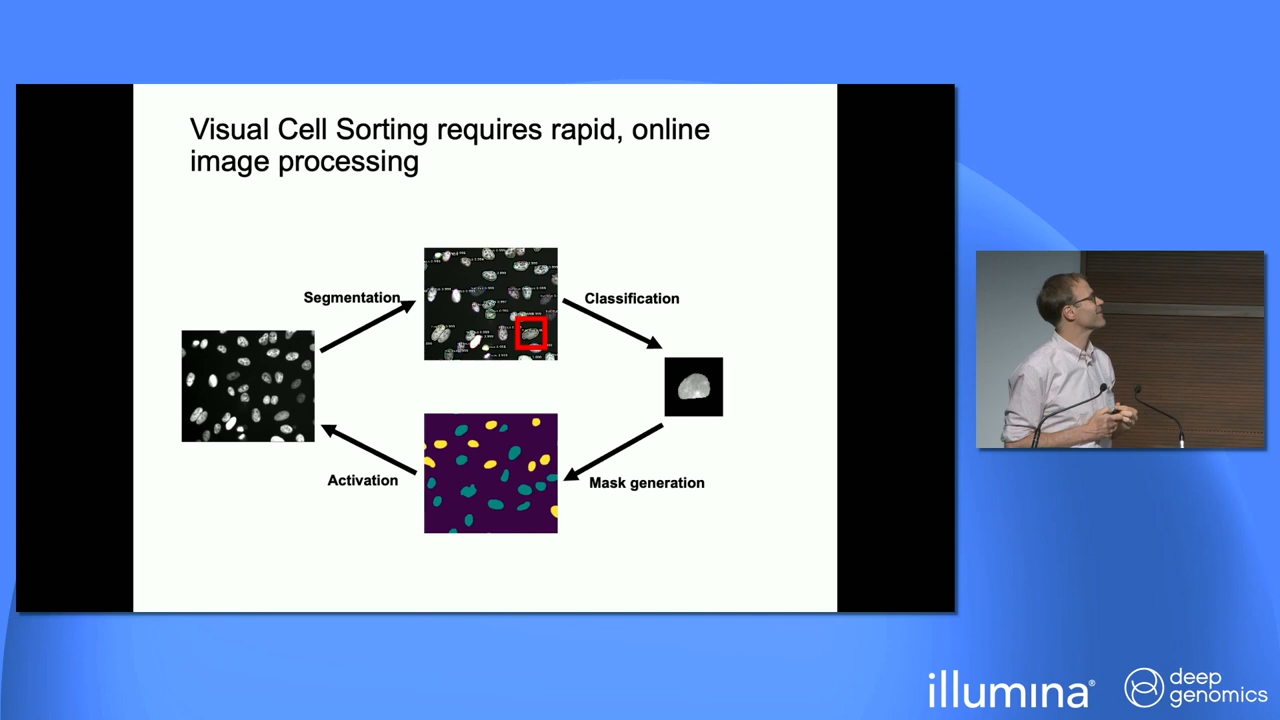 Visual Cell Sorting requires rapid, online
image processing
Segmentation
Classification
Activation
Mask generation
illumina®
deep
genomics